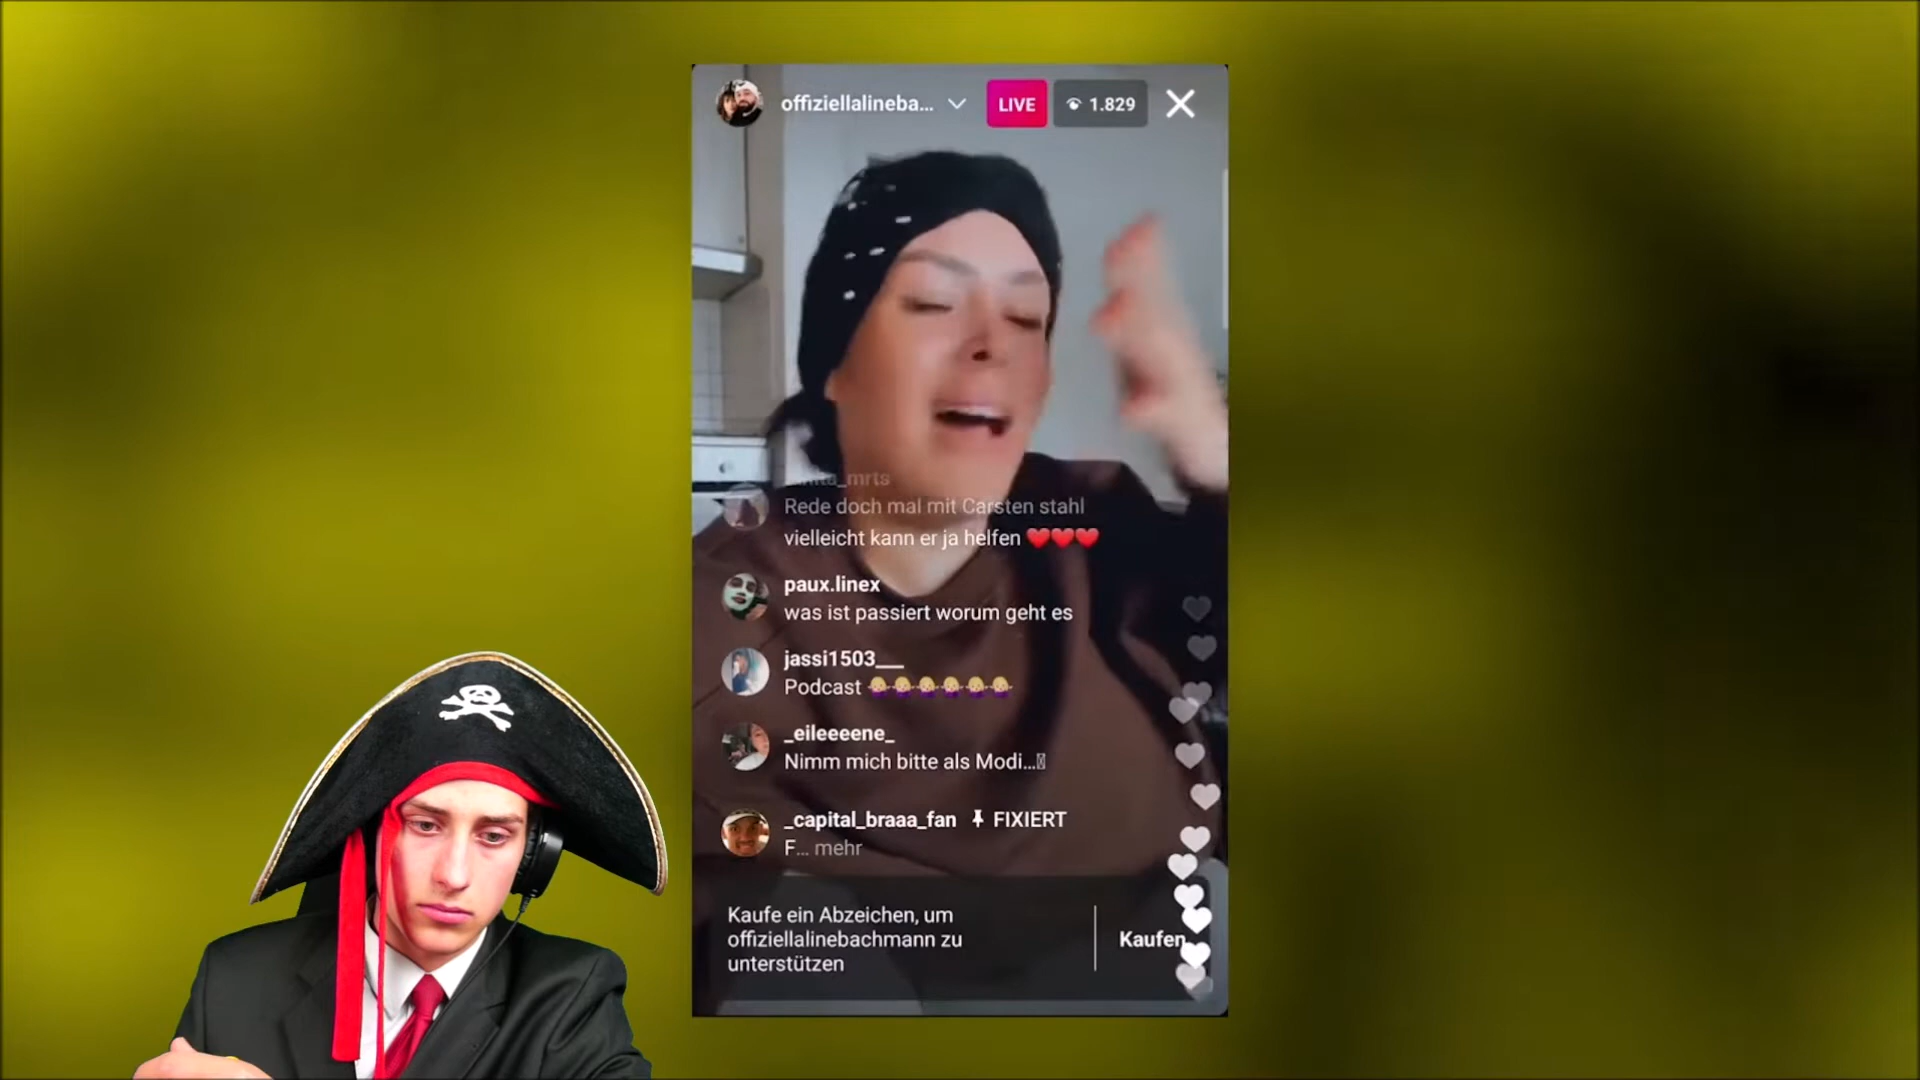 offiziellalineba...
LIVE
1.829
Rede doch mal mit Carsten stahl
vielleicht kann er ja helfen ❤️❤️❤️
paux.linex
was ist passiert worum geht es
jassi1503___
Podcast 🤷🏼‍♀️🤷🏼‍♀️🤷🏼‍♀️🤷🏼‍♀️🤷🏼‍♀️🤷🏼‍♀️
_eileeeene_
Nimm mich bitte als Modi...
_capital_braaa_fan FIXIERT
F... mehr
Kaufe ein Abzeichen, um
offiziellalinebachmann zu
unterstützen
Kaufen